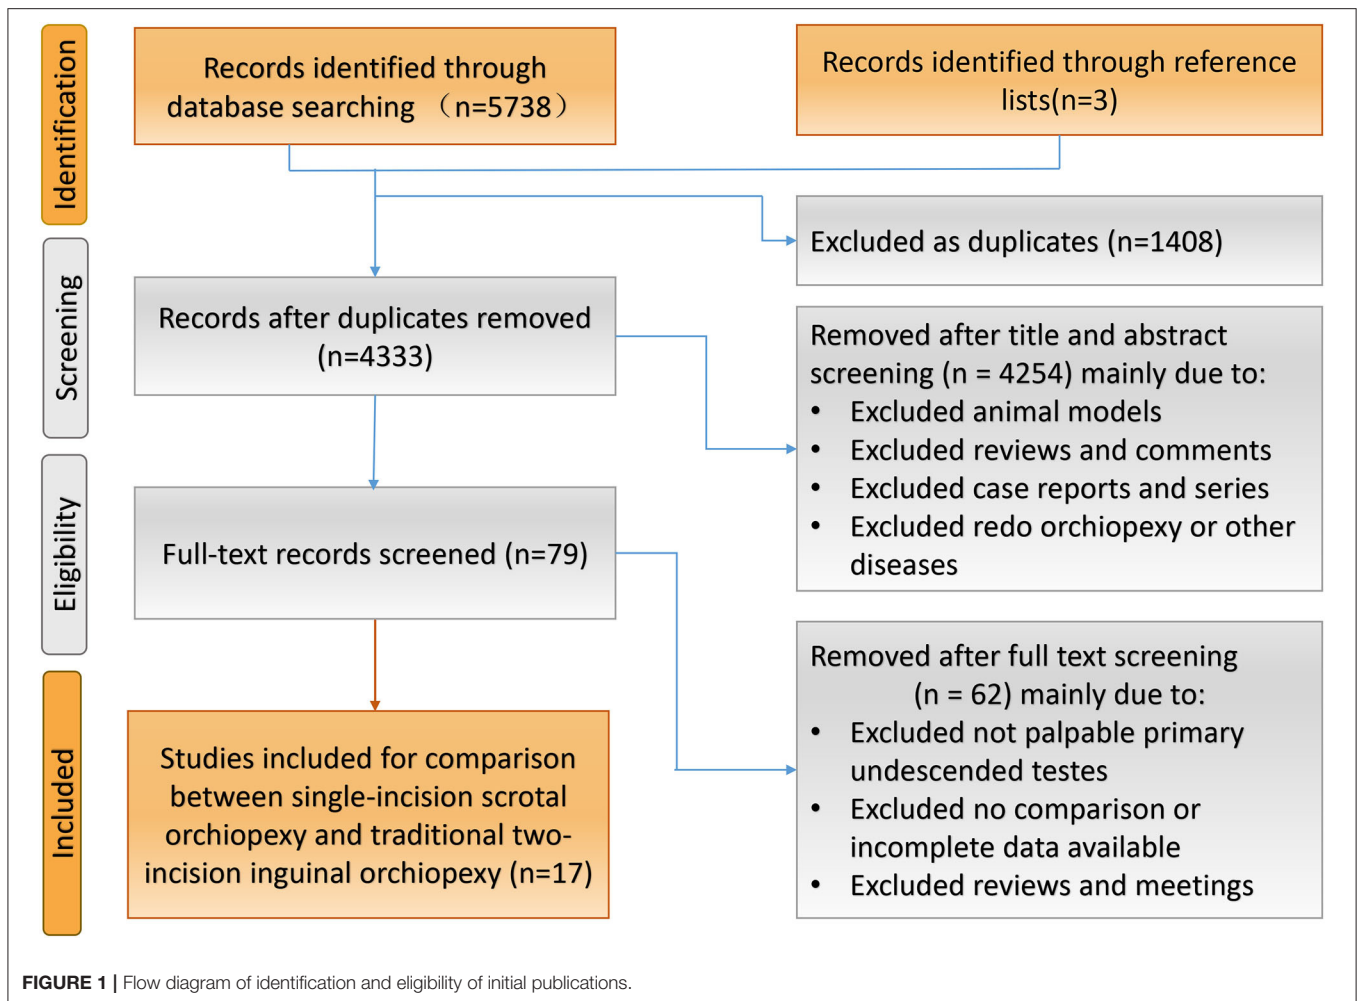 Identification
Records identified through
database searching （n=5738）
Records identified through reference
lists(n=3)
Excluded as duplicates (n=1408)
Screening
Records after duplicates removed
(n=4333)
Removed after title and abstract
screening (n = 4254) mainly due to:
• Excluded animal models
• Excluded reviews and comments
• Excluded case reports and series
• Excluded redo orchiopexy or other
diseases
Eligibility
Full-text records screened (n=79)
Removed after full text screening
(n = 62) mainly due to:
• Excluded not palpable primary
undescended testes
• Excluded no comparison or
incomplete data available
• Excluded reviews and meetings
Included
Studies included for comparison
between single-incision scrotal
orchiopexy and traditional two-
incision inguinal orchiopexy (n=17)
FIGURE 1 | Flow diagram of identification and eligibility of initial publications.